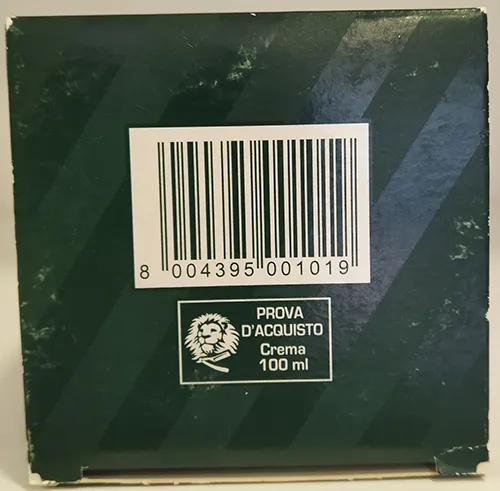 8 004395 001019
PROVA
D'ACQUISTO
Crema
100 ml